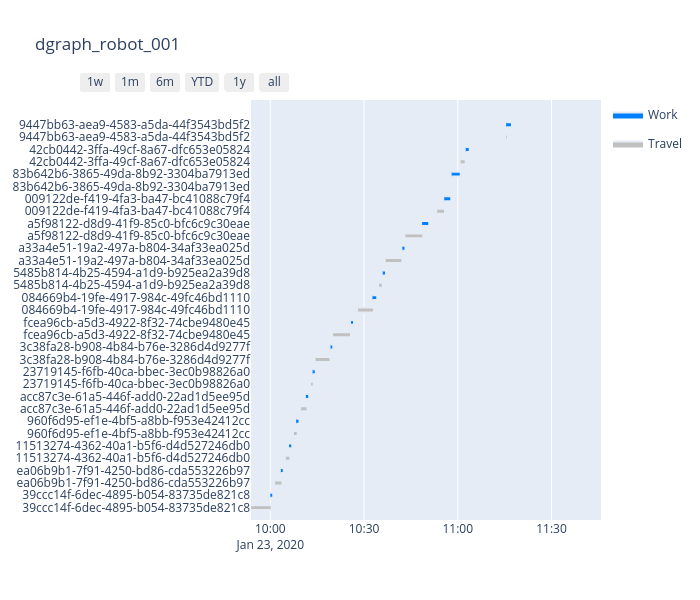 dgraph_robot_001
1w 1m 6m YTD 1y all
Work
Travel
9447bb63-aea9-4583-a5da-44f3543bd5f2
9447bb63-aea9-4583-a5da-44f3543bd5f2
42cb0442-3ffa-49cf-8a67-dfc653e05824
42cb0442-3ffa-49cf-8a67-dfc653e05824
83b642b6-3865-49da-8b92-3304ba7913ed
83b642b6-3865-49da-8b92-3304ba7913ed
009122de-f419-4fa3-ba47-bc41088c79f4
009122de-f419-4fa3-ba47-bc41088c79f4
a5f98122-d8d9-41f9-85c0-bfc6c9c30eae
a5f98122-d8d9-41f9-85c0-bfc6c9c30eae
a33a4e51-19a2-497a-b804-34af33ea025d
a33a4e51-19a2-497a-b804-34af33ea025d
5485b814-4b25-4594-a1d9-b925ea2a39d8
5485b814-4b25-4594-a1d9-b925ea2a39d8
084669b4-19fe-4917-984c-49fc46bd1110
084669b4-19fe-4917-984c-49fc46bd1110
fcea96cb-a5d3-4922-8f32-74cbe9480e45
fcea96cb-a5d3-4922-8f32-74cbe9480e45
3c38fa28-b908-4b84-b76e-3286d4d9277f
3c38fa28-b908-4b84-b76e-3286d4d9277f
23719145-f6fb-40ca-bbec-3ec0b98826a0
23719145-f6fb-40ca-bbec-3ec0b98826a0
acc87c3e-61a5-446f-add0-22ad1d5ee95d
acc87c3e-61a5-446f-add0-22ad1d5ee95d
960f6d95-ef1e-4bf5-a8bb-f953e42412cc
960f6d95-ef1e-4bf5-a8bb-f953e42412cc
11513274-4362-40a1-b5f6-d4d527246db0
11513274-4362-40a1-b5f6-d4d527246db0
ea06b9b1-7f91-4250-bd86-cda553226b97
ea06b9b1-7f91-4250-bd86-cda553226b97
39ccc14f-6dec-4895-b054-83735de821c8
39ccc14f-6dec-4895-b054-83735de821c8
10:00 10:30 11:00 11:30
Jan 23, 2020